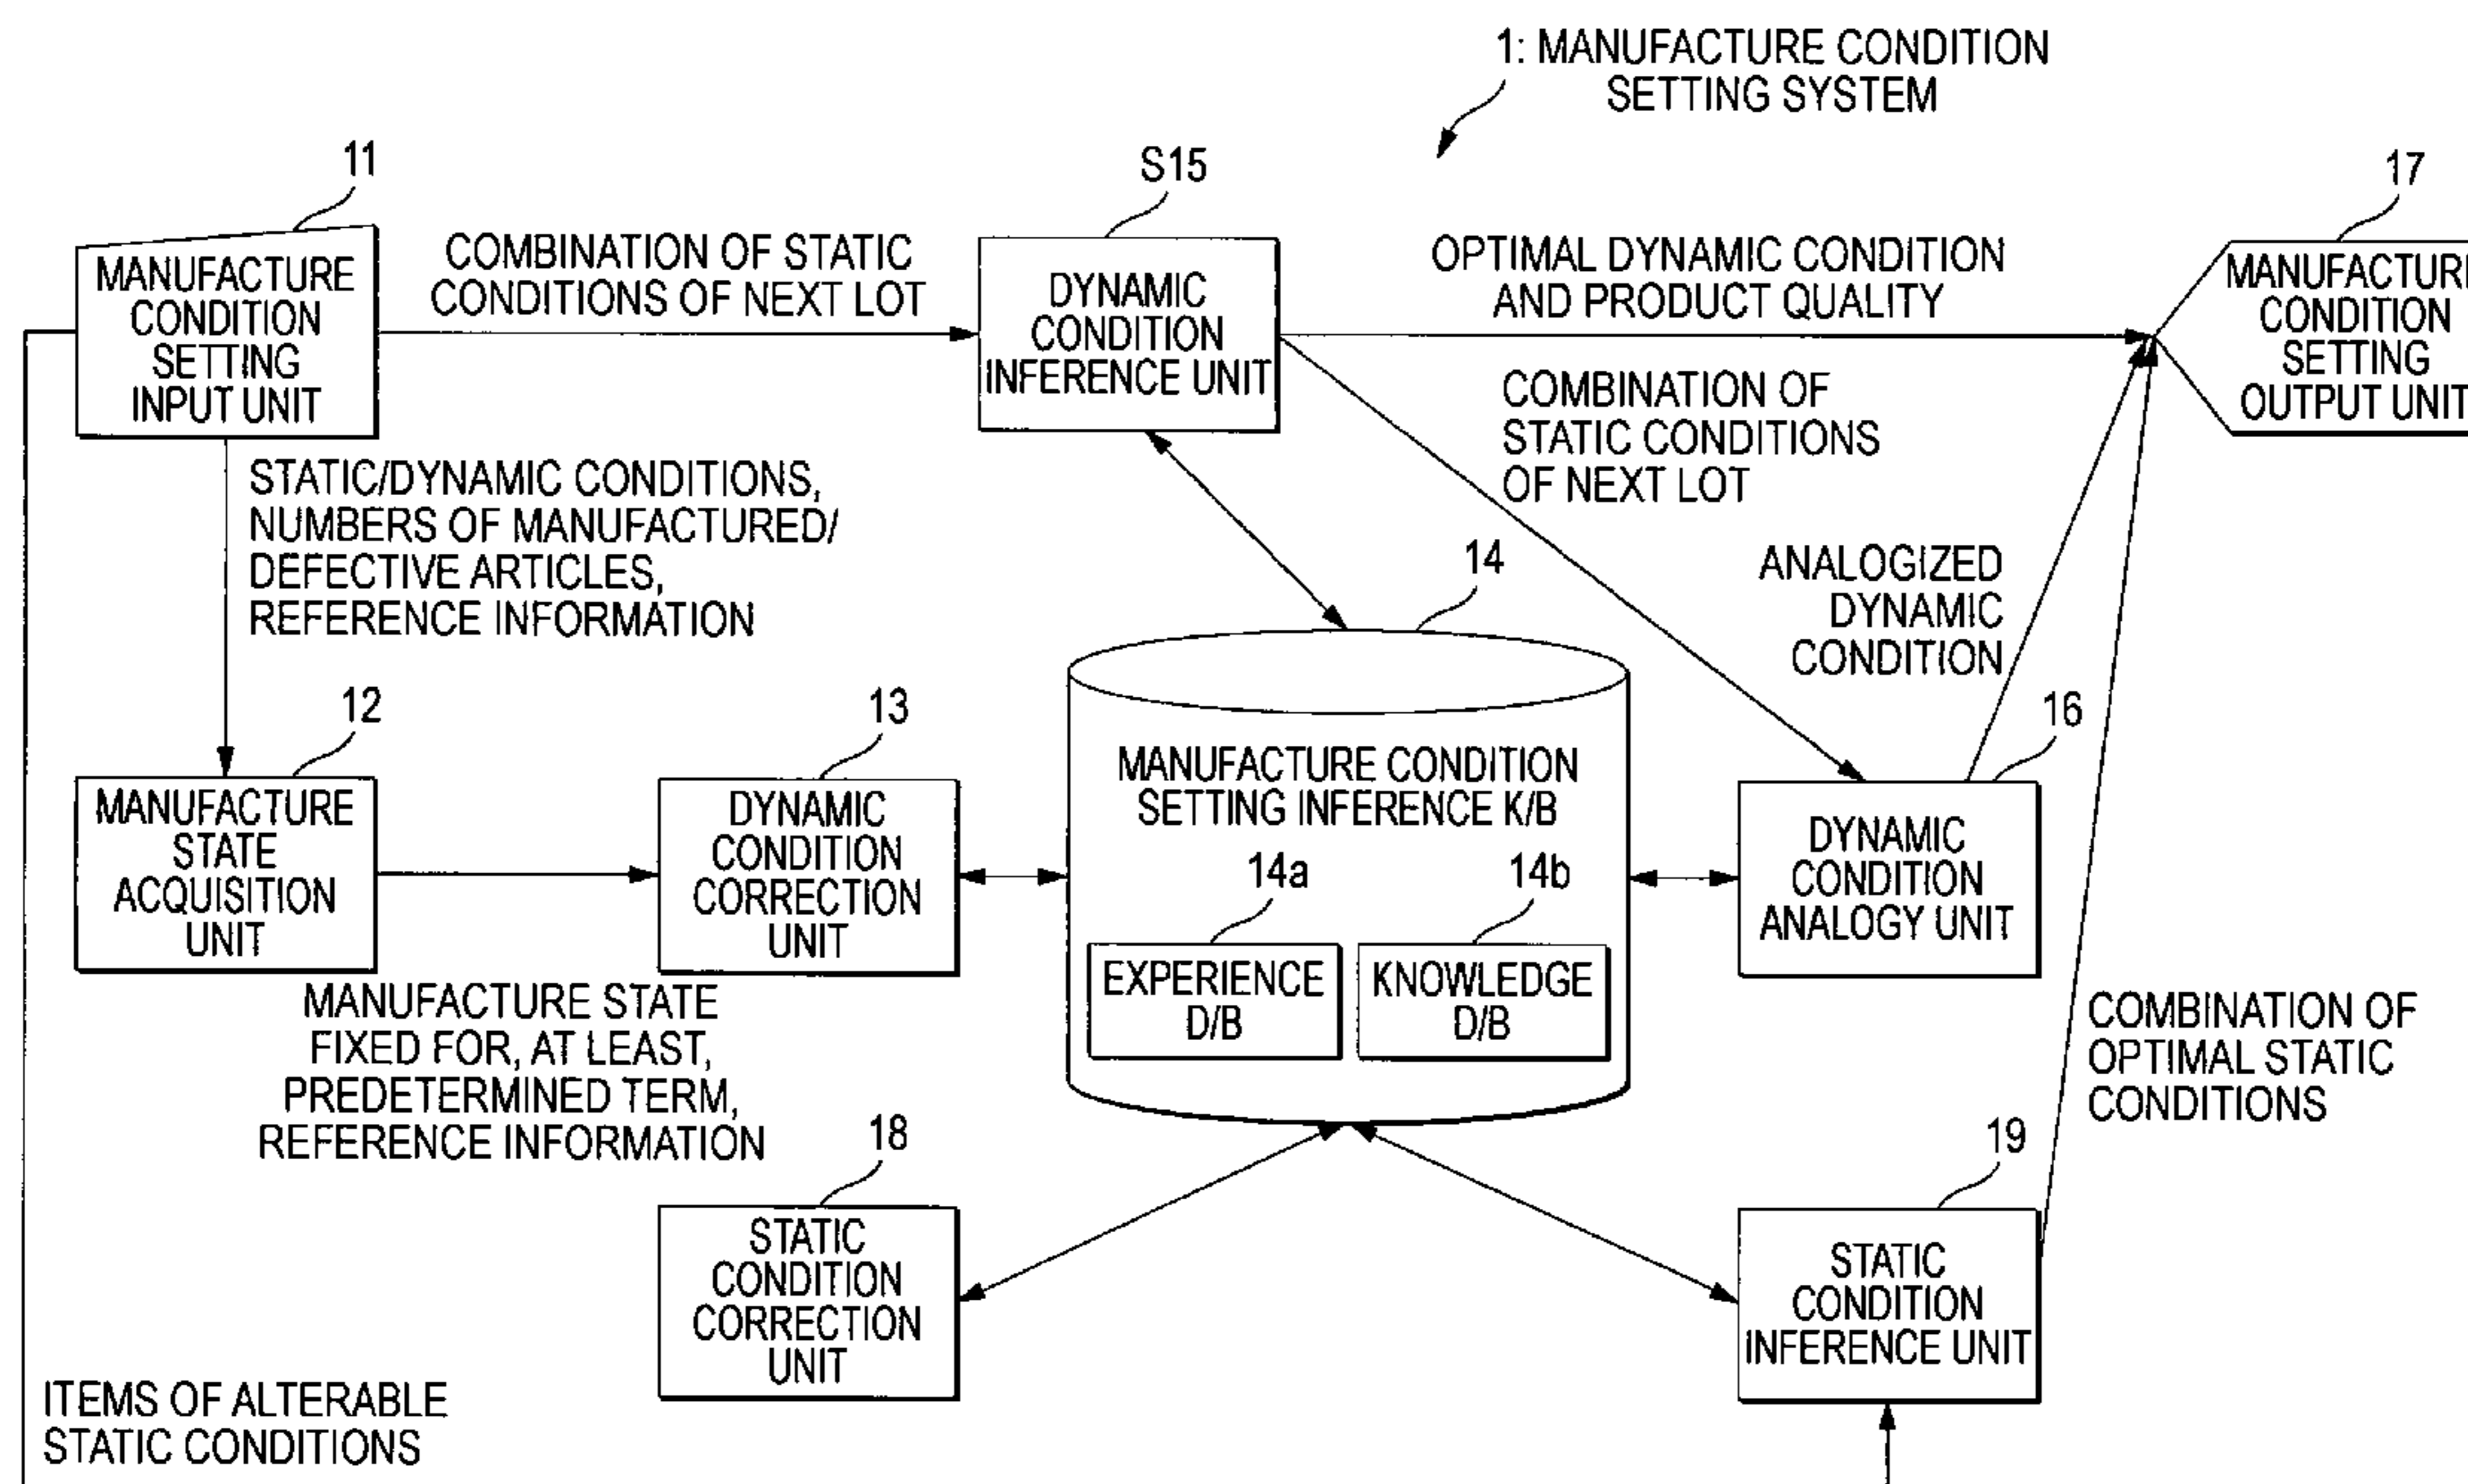 1: MANUFACTURE CONDITION
SETTING SYSTEM
11
MANUFACTURE
CONDITION
SETTING
INPUT UNIT
COMBINATION OF STATIC
CONDITIONS OF NEXT LOT
S15
DYNAMIC
CONDITION
INFERENCE UNIT
OPTIMAL DYNAMIC CONDITION
AND PRODUCT QUALITY
17
MANUFACTURE
CONDITION
SETTING
OUTPUT UNIT
STATIC/DYNAMIC CONDITIONS,
NUMBERS OF MANUFACTURED/
DEFECTIVE ARTICLES,
REFERENCE INFORMATION
COMBINATION OF
STATIC CONDITIONS
OF NEXT LOT
ANALOGIZED
DYNAMIC
CONDITION
12
MANUFACTURE
STATE
ACQUISITION
UNIT
13
DYNAMIC
CONDITION
CORRECTION
UNIT
14
MANUFACTURE CONDITION
SETTING INFERENCE K/B
14a
EXPERIENCE
D/B
14b
KNOWLEDGE
D/B
16
DYNAMIC
CONDITION
ANALOGY UNIT
MANUFACTURE STATE
FIXED FOR, AT LEAST,
PREDETERMINED TERM,
REFERENCE INFORMATION
COMBINATION OF
OPTIMAL STATIC
CONDITIONS
18
STATIC
CONDITION
CORRECTION
UNIT
19
STATIC
CONDITION
INFERENCE UNIT
ITEMS OF ALTERABLE
STATIC CONDITIONS